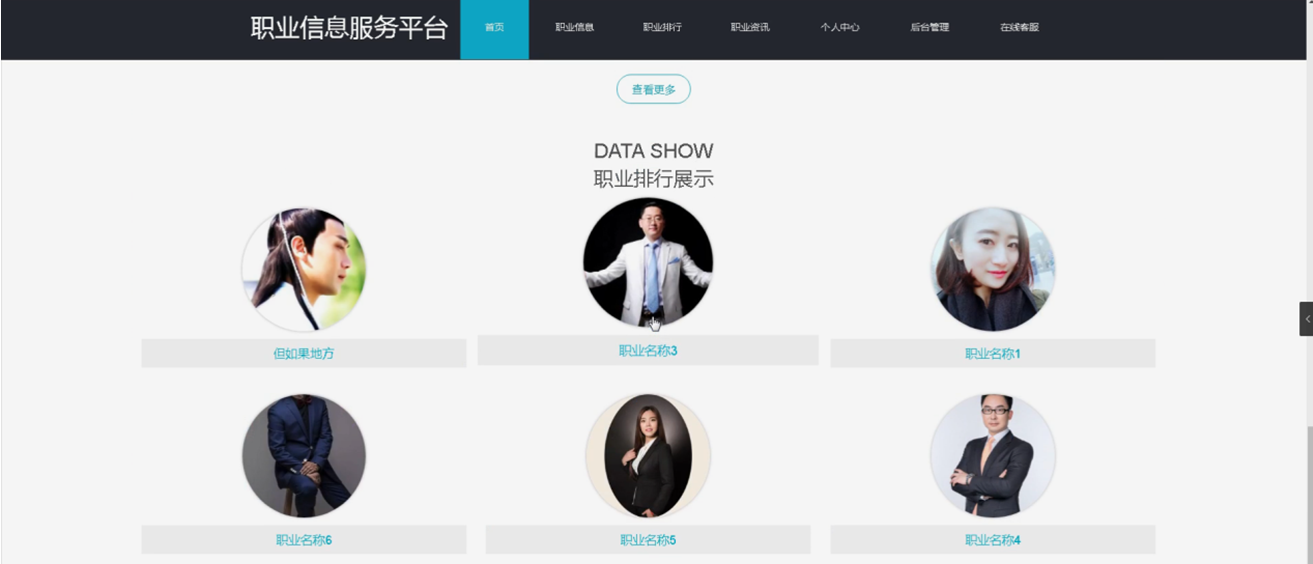 职业信息服务平台 首页 职业信息 职业排行 职业资讯 个人中心 后台管理 在线客服
查看更多
DATA SHOW
职业排行展示
但如果地方 职业名称3 职业名称1
职业名称6 职业名称5 职业名称4